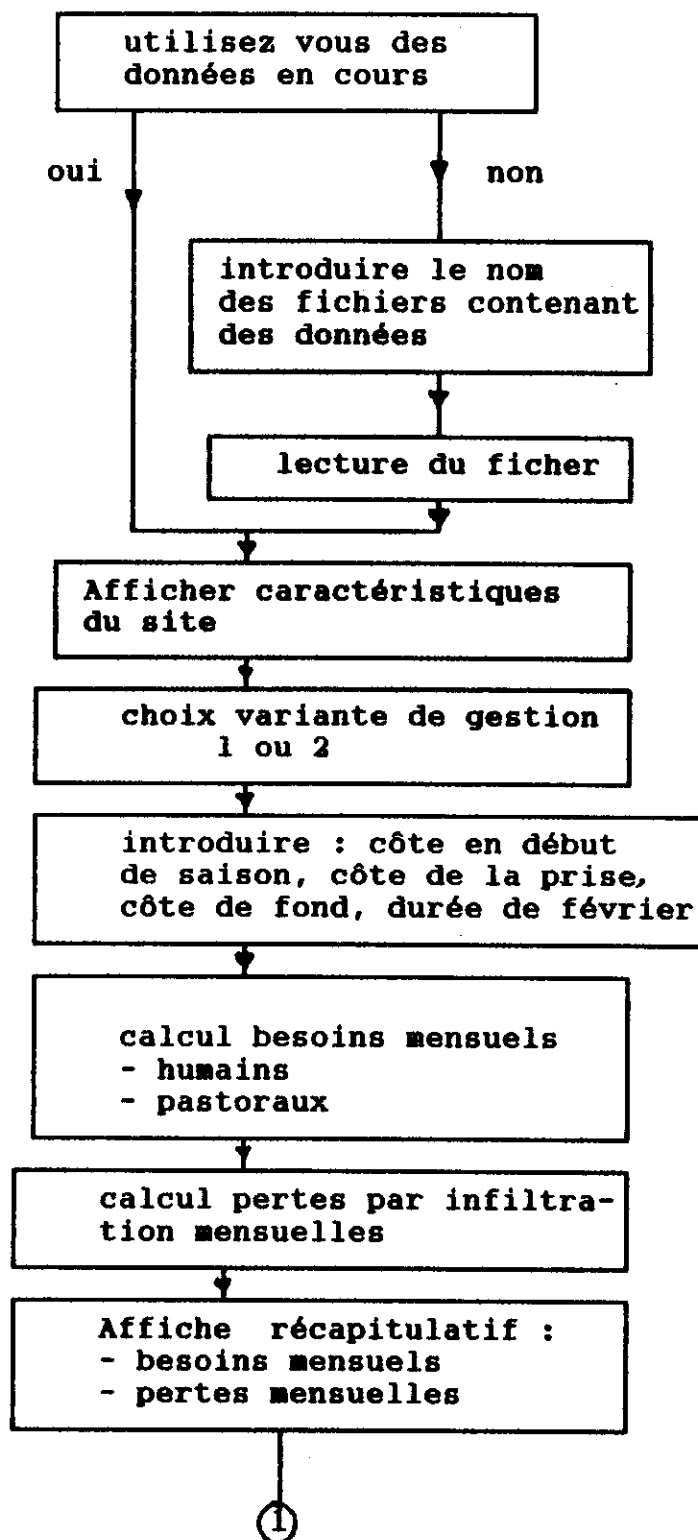 utilisez vous des
données en cours
oui
non
introduire le nom
des fichiers contenant
des données
lecture du ficher
Afficher caractéristiques
du site
choix variante de gestion
1 ou 2
introduire : côte en début
de saison, côte de la prise,
côte de fond, durée de février
calcul besoins mensuels
- humains
- pastoraux
calcul pertes par infiltra-
tion mensuelles
Affiche récapitulatif :
- besoins mensuels
- pertes mensuelles
1